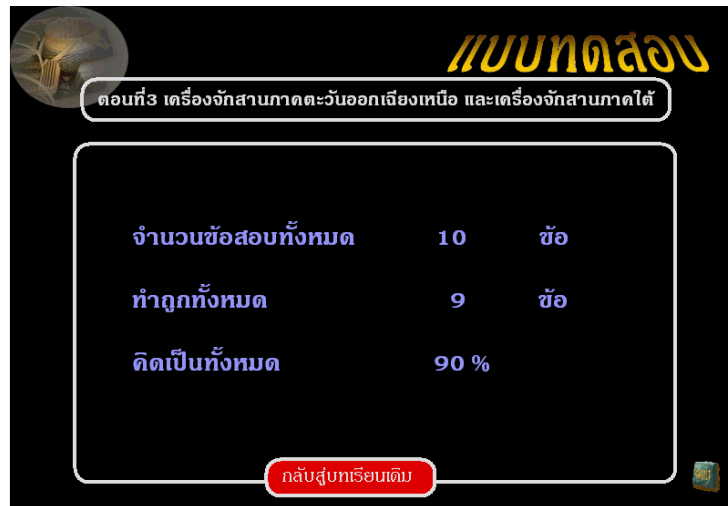 แบบทดสอบ
ตอนที่3 เครื่องจักสานภาคตะวันออกเฉียงเหนือ และเครื่องจักสานภาคใต้
จำนวนข้อสอบทั้งหมด 10 ข้อ
ทำถูกทั้งหมด 9 ข้อ
คิดเป็นทั้งหมด 90 %
กลับสู่บทเรียนเดิม